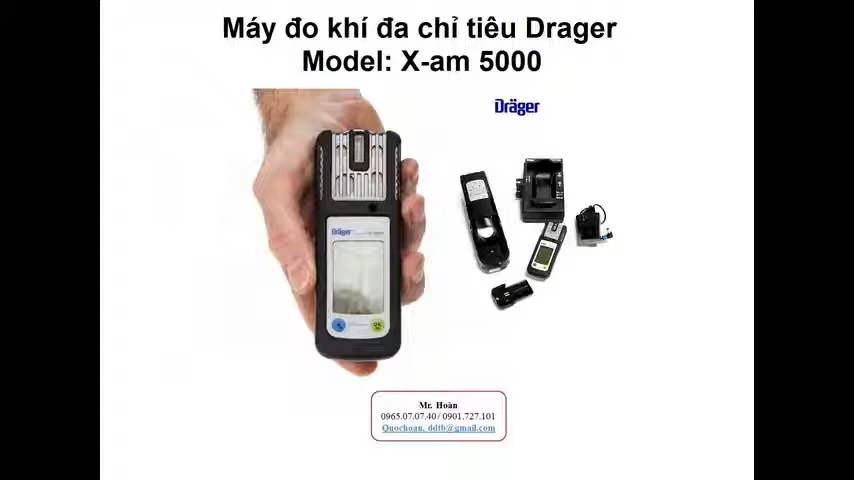 Máy đo khí đa chỉ tiêu Drager
Model: X-am 5000
Dräger
Dräger
OK
Mr. Hoàn
0965.07.07.40 / 0901.727.101
Quochoan. ddtb@gmail.com